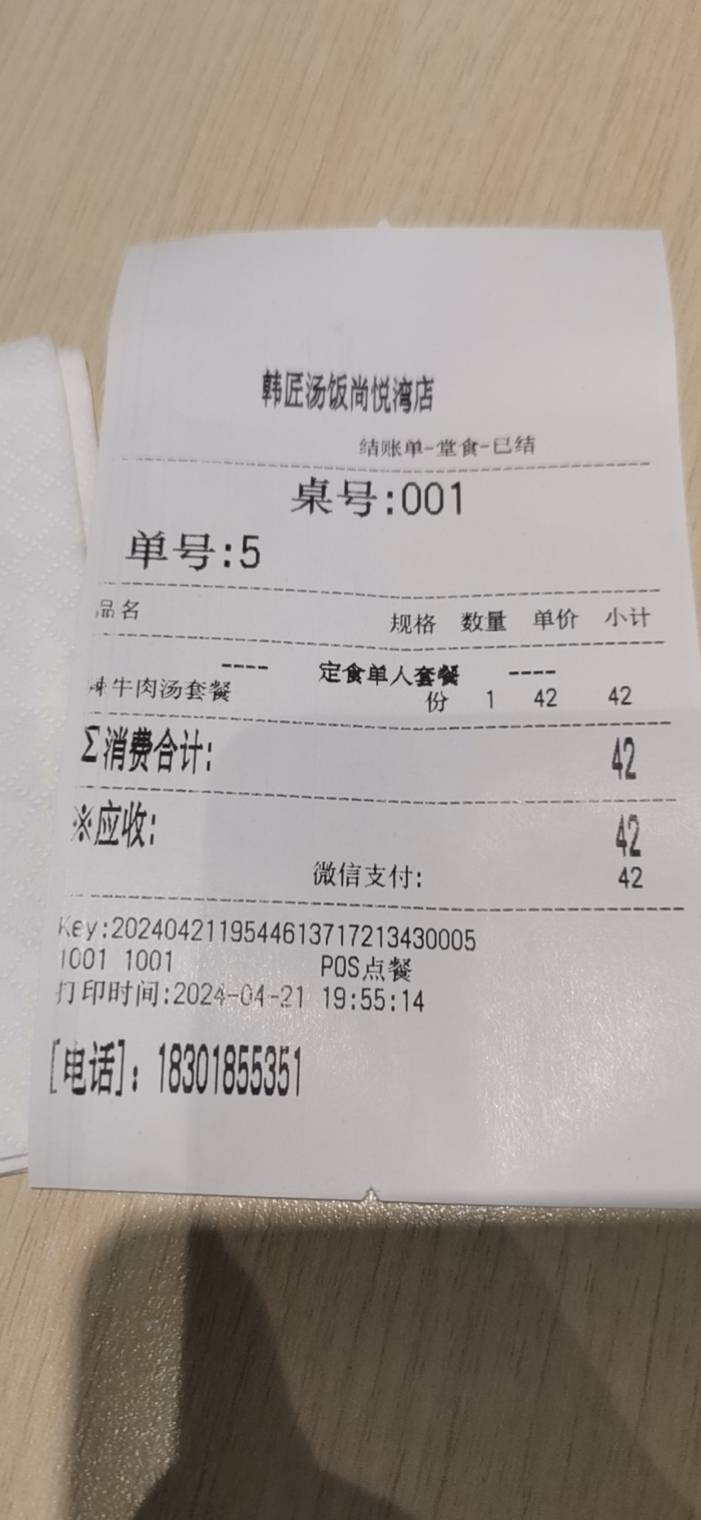 韩匠汤饭尚悦湾店
结账单-堂食-已结
桌号:001
单号:5
品名 规格 数量 单价 小计
---- 定食单人套餐 ----
辣牛肉汤套餐 份 1 42 42
Σ消费合计: 42
※应收: 42
微信支付: 42
Key:2024042119544613717213430005
1001 1001 POS点餐
打印时间:2024-04-21 19:55:14
[电话]: 18301855351